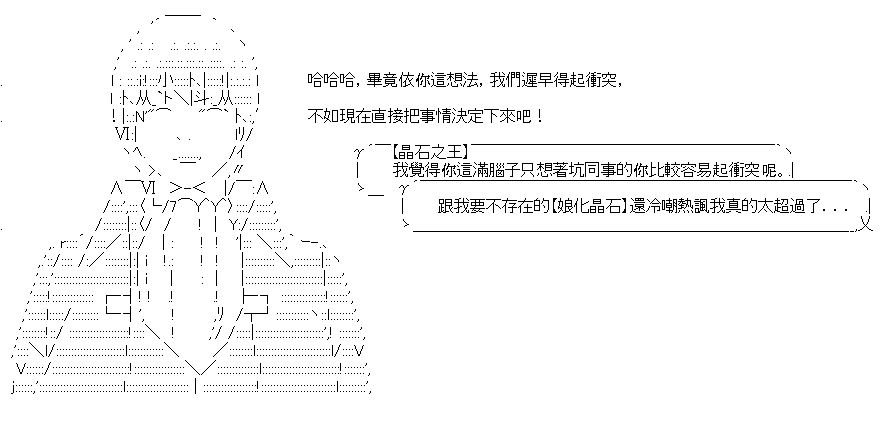 哈哈哈，畢竟依你這想法，我們遲早得起衝突，
不如現在直接把事情決定下來吧！
【晶石之王】
我覺得你這滿腦子只想著坑同事的你比較容易起衝突呢。
跟我要不存在的【娘化晶石】還冷嘲熱諷我真的太超過了...